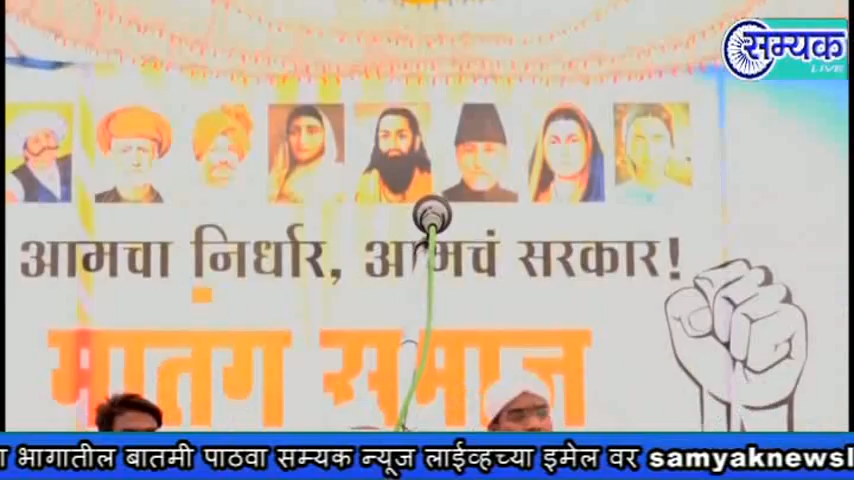 सम्यक
LIVE
आमचा निर्धार, आमचं सरकार!
मातंग समाज
भागातील बातमी पाठवा सम्यक न्यूज लाईव्हच्या इमेल वर samyaknewsl